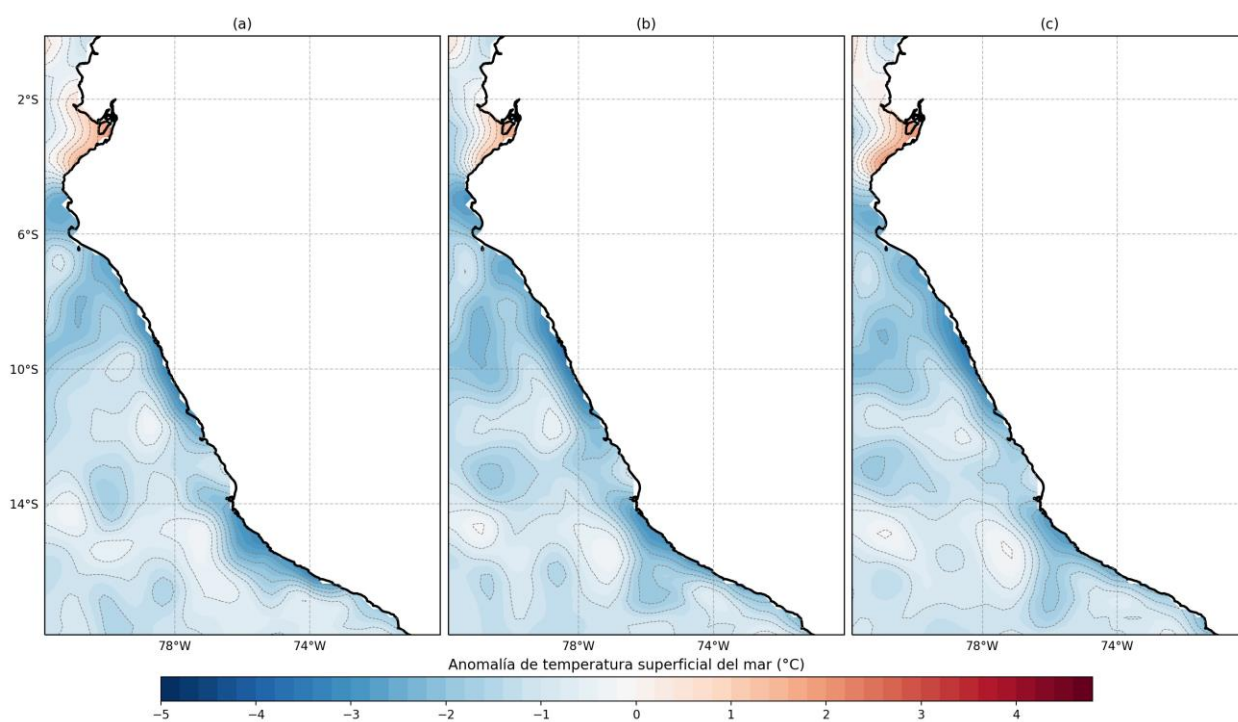 (a) (b) (c)
2°S
6°S
10°S
14°S
78°W 74°W 78°W 74°W 78°W 74°W
Anomalía de temperatura superficial del mar (°C)
−5 −4 −3 −2 −1 0 1 2 3 4